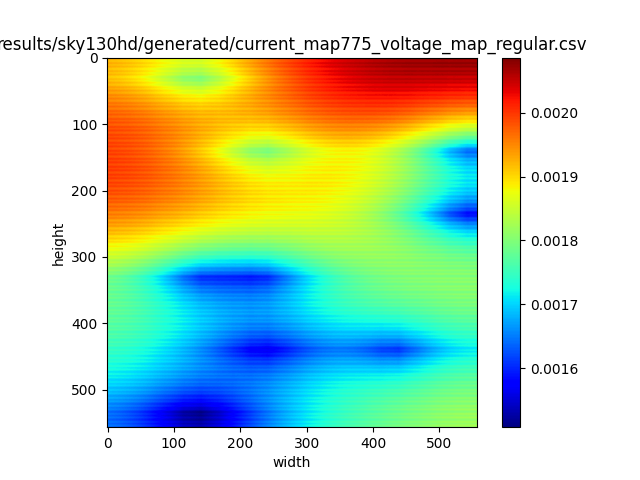 results/sky130hd/generated/current_map775_voltage_map_regular.csv
0
100
200
300
400
500
height
0 100 200 300 400 500
width
0.0020
0.0019
0.0018
0.0017
0.0016